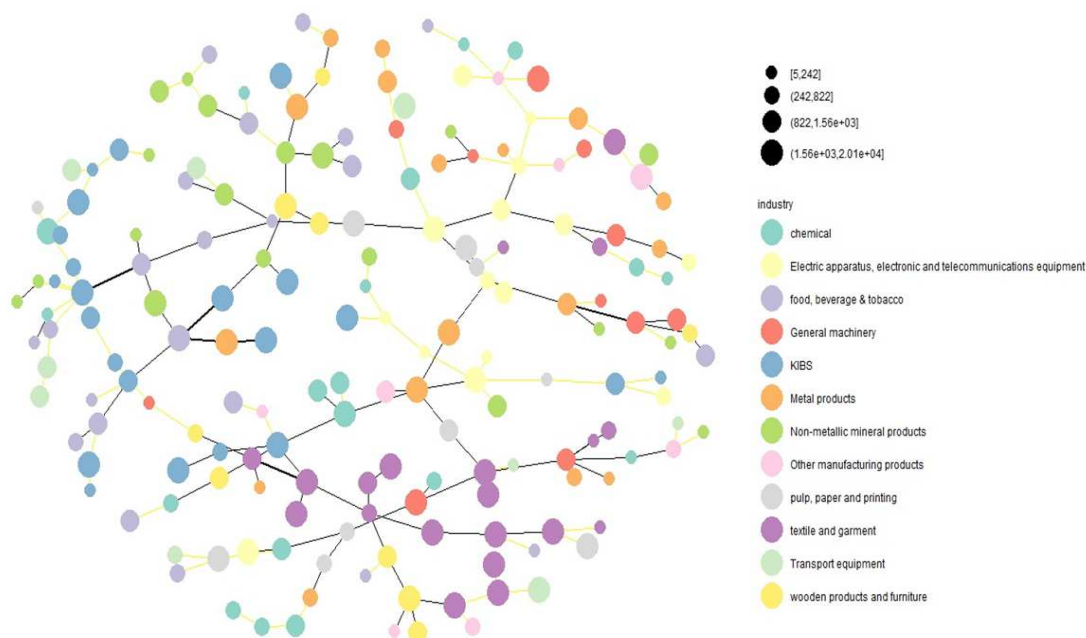 [5,242]
(242,822]
(822,1.56e+03]
(1.56e+03,2.01e+04]
industry
chemical
Electric apparatus, electronic and telecommunications equipment
food, beverage & tobacco
General machinery
KIBS
Metal products
Non-metallic mineral products
Other manufacturing products
pulp, paper and printing
textile and garment
Transport equipment
wooden products and furniture